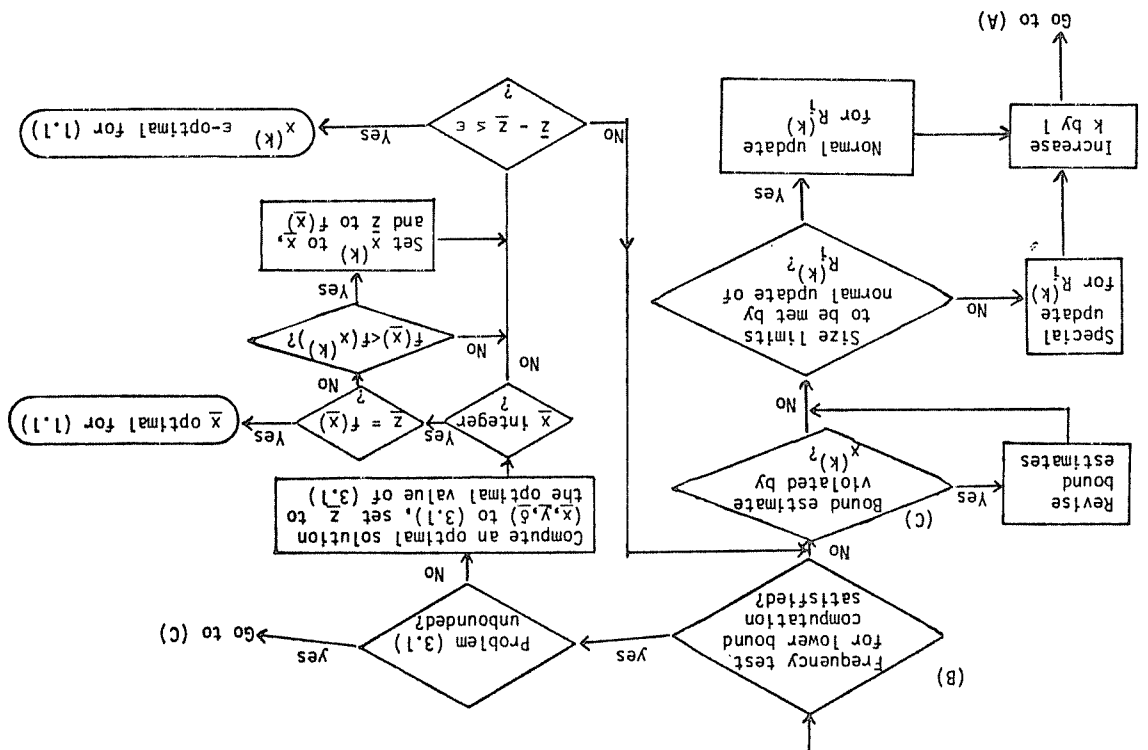 (B)
Frequency test
for lower bound
computation
satisfied?
yes
Problem (3.1)
unbounded?
yes
Go to (C)
No
No
Compute an optimal solution
(x̄,ȳ,δ̄) to (3.1), set z̲ to
the optimal value of (3.1)
(C)
Bound estimate
violated by
x^(k)?
Yes
Revise
bound
estimates
No
x̄ integer
?
Yes
z̲ = f(x̄)
?
Yes
x̄ optimal for (1.1)
No
No
f(x̄)<f(x^(k))?
No
Yes
Set x^(k) to x̄,
and z̄ to f(x̄)
Size limits
to be met by
normal update of
R_i^(k)?
No
Special
update
for R_i^(k)
Yes
Normal update
for R_i^(k)
Increase
k by 1
Go to (A)
No
z̄ - z̲ ≤ ε
?
Yes
x^(k) ε-optimal for (1.1)